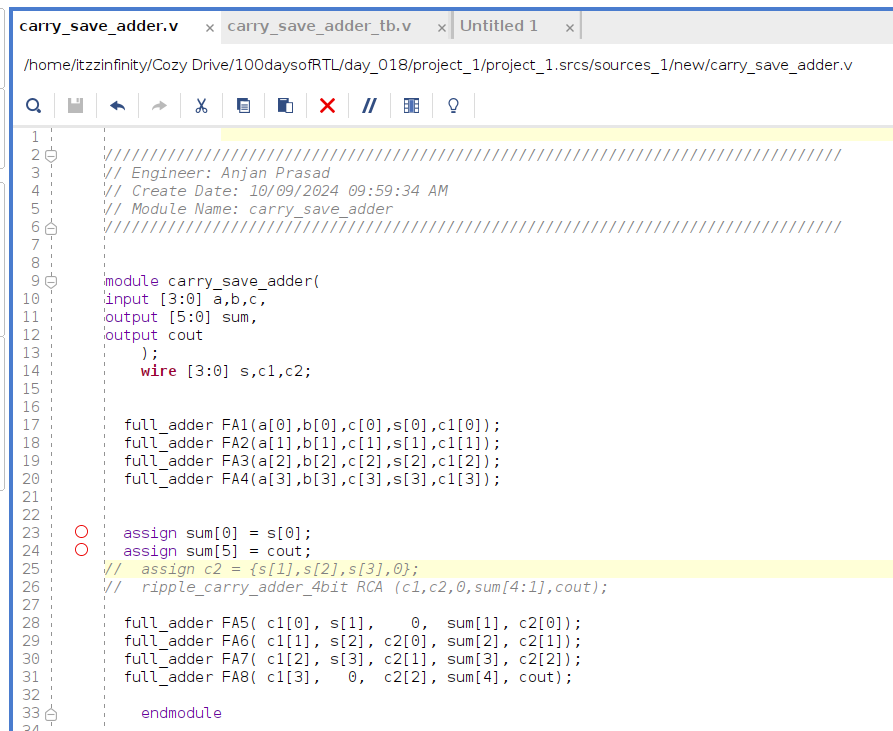 carry_save_adder.v × carry_save_adder_tb.v × Untitled 1 ×
/home/itzzinfinity/Cozy Drive/100daysofRTL/day_018/project_1/project_1.srcs/sources_1/new/carry_save_adder.v
1
2 //////////////////////////////////////////////////////////////////////////////////
3 // Engineer: Anjan Prasad
4 // Create Date: 10/09/2024 09:59:34 AM
5 // Module Name: carry_save_adder
6 //////////////////////////////////////////////////////////////////////////////////
7
8
9 module carry_save_adder(
10 input [3:0] a,b,c,
11 output [5:0] sum,
12 output cout
13 );
14 wire [3:0] s,c1,c2;
15
16
17 full_adder FA1(a[0],b[0],c[0],s[0],c1[0]);
18 full_adder FA2(a[1],b[1],c[1],s[1],c1[1]);
19 full_adder FA3(a[2],b[2],c[2],s[2],c1[2]);
20 full_adder FA4(a[3],b[3],c[3],s[3],c1[3]);
21
22
23 assign sum[0] = s[0];
24 assign sum[5] = cout;
25 // assign c2 = {s[1],s[2],s[3],0};
26 // ripple_carry_adder_4bit RCA (c1,c2,0,sum[4:1],cout);
27
28 full_adder FA5( c1[0], s[1], 0, sum[1], c2[0]);
29 full_adder FA6( c1[1], s[2], c2[0], sum[2], c2[1]);
30 full_adder FA7( c1[2], s[3], c2[1], sum[3], c2[2]);
31 full_adder FA8( c1[3], 0, c2[2], sum[4], cout);
32
33 endmodule
34